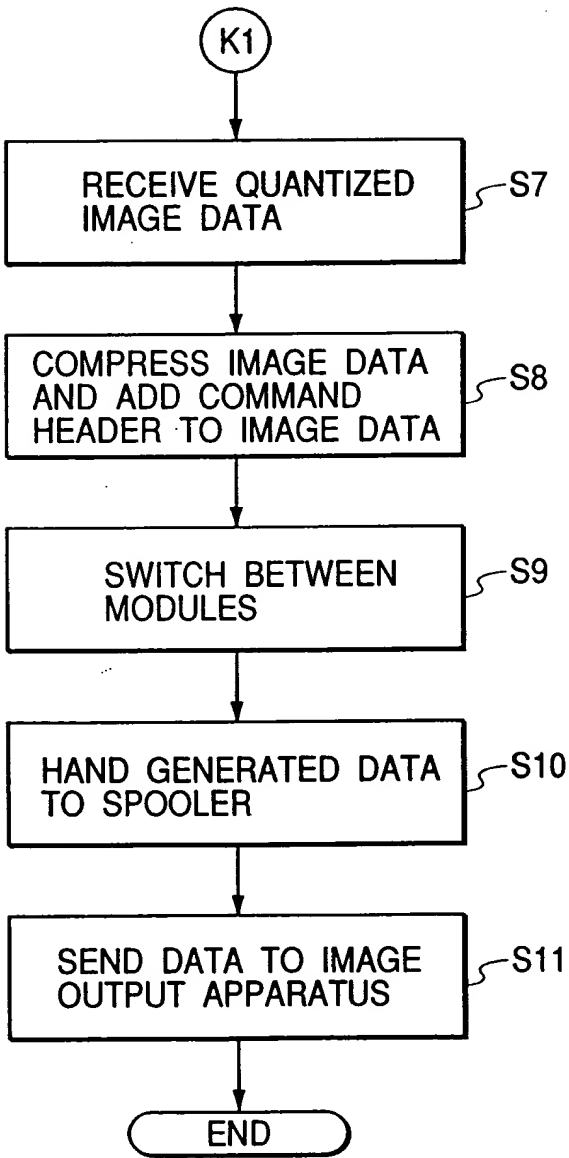 K1
RECEIVE QUANTIZED
IMAGE DATA
S7
COMPRESS IMAGE DATA
AND ADD COMMAND
HEADER TO IMAGE DATA
S8
SWITCH BETWEEN
MODULES
S9
HAND GENERATED DATA
TO SPOOLER
S10
SEND DATA TO IMAGE
OUTPUT APPARATUS
S11
END